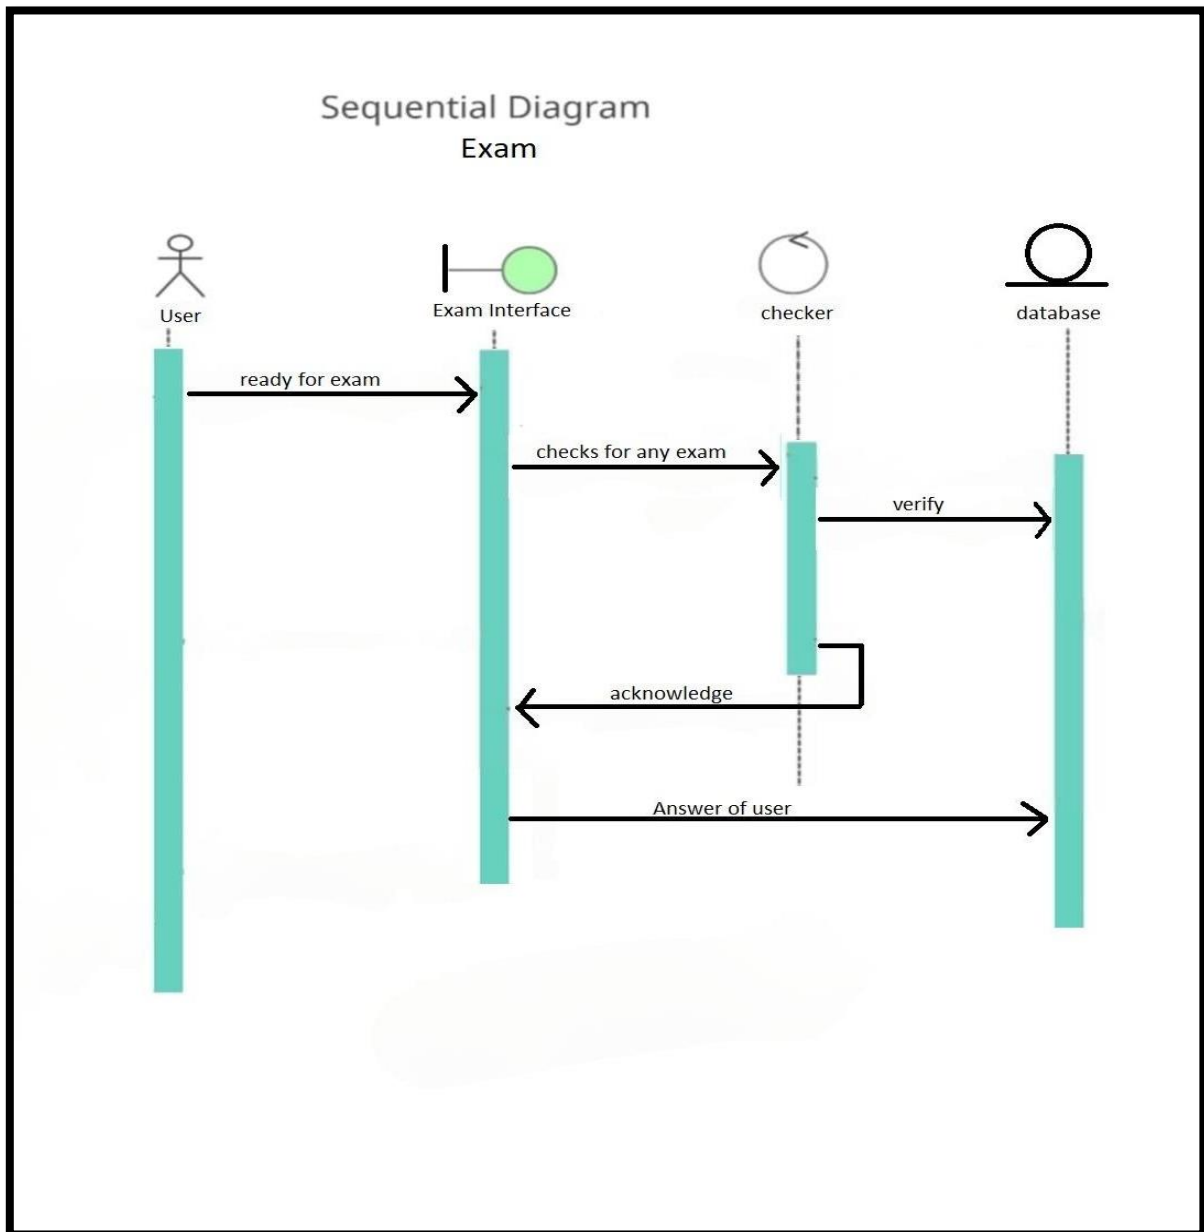 Sequential Diagram
Exam
User
Exam Interface
checker
database
ready for exam
checks for any exam
verify
acknowledge
Answer of user